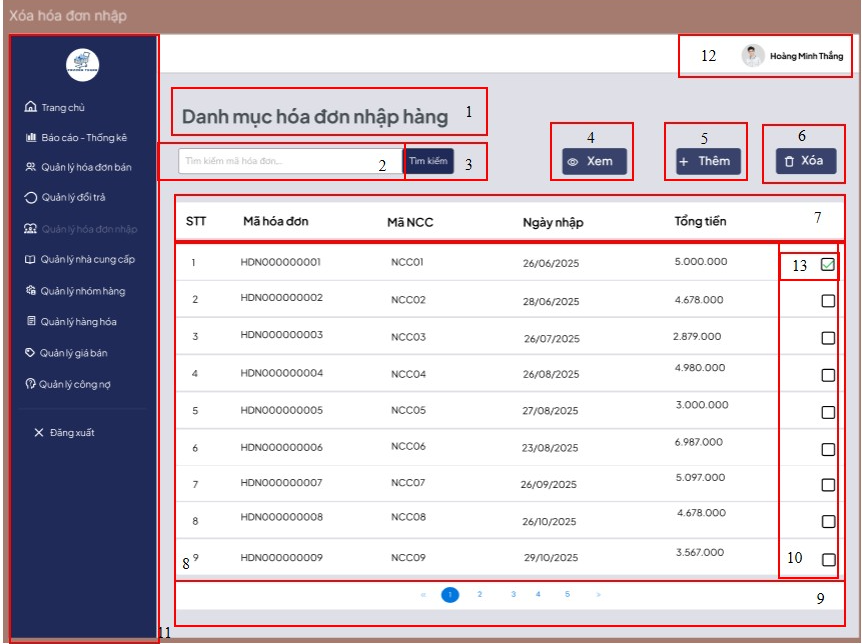 Xóa hóa đơn nhập
12 Hoàng Minh Thắng
Trang chủ
Báo cáo - Thống kê
Quản lý hóa đơn bán
Quản lý đổi trả
Quản lý hóa đơn nhập
Quản lý nhà cung cấp
Quản lý nhóm hàng
Quản lý hàng hóa
Quản lý giá bán
Quản lý công nợ
Đăng xuất
11
Danh mục hóa đơn nhập hàng 1
Tìm kiếm mã hóa đơn... 2 Tìm kiếm 3
4
Xem
5
+ Thêm
6
Xóa
STT Mã hóa đơn Mã NCC Ngày nhập Tổng tiền 7
1 HDN000000001 NCC01 26/06/2025 5.000.000 13
2 HDN000000002 NCC02 28/06/2025 4.678.000
3 HDN000000003 NCC03 26/07/2025 2.879.000
4 HDN000000004 NCC04 26/08/2025 4.980.000
5 HDN000000005 NCC05 27/08/2025 3.000.000
6 HDN000000006 NCC06 23/08/2025 6.987.000
7 HDN000000007 NCC07 26/09/2025 5.097.000
8 HDN000000008 NCC08 26/10/2025 4.678.000
8 9 HDN000000009 NCC09 29/10/2025 3.567.000 10
« 1 2 3 4 5 > 9